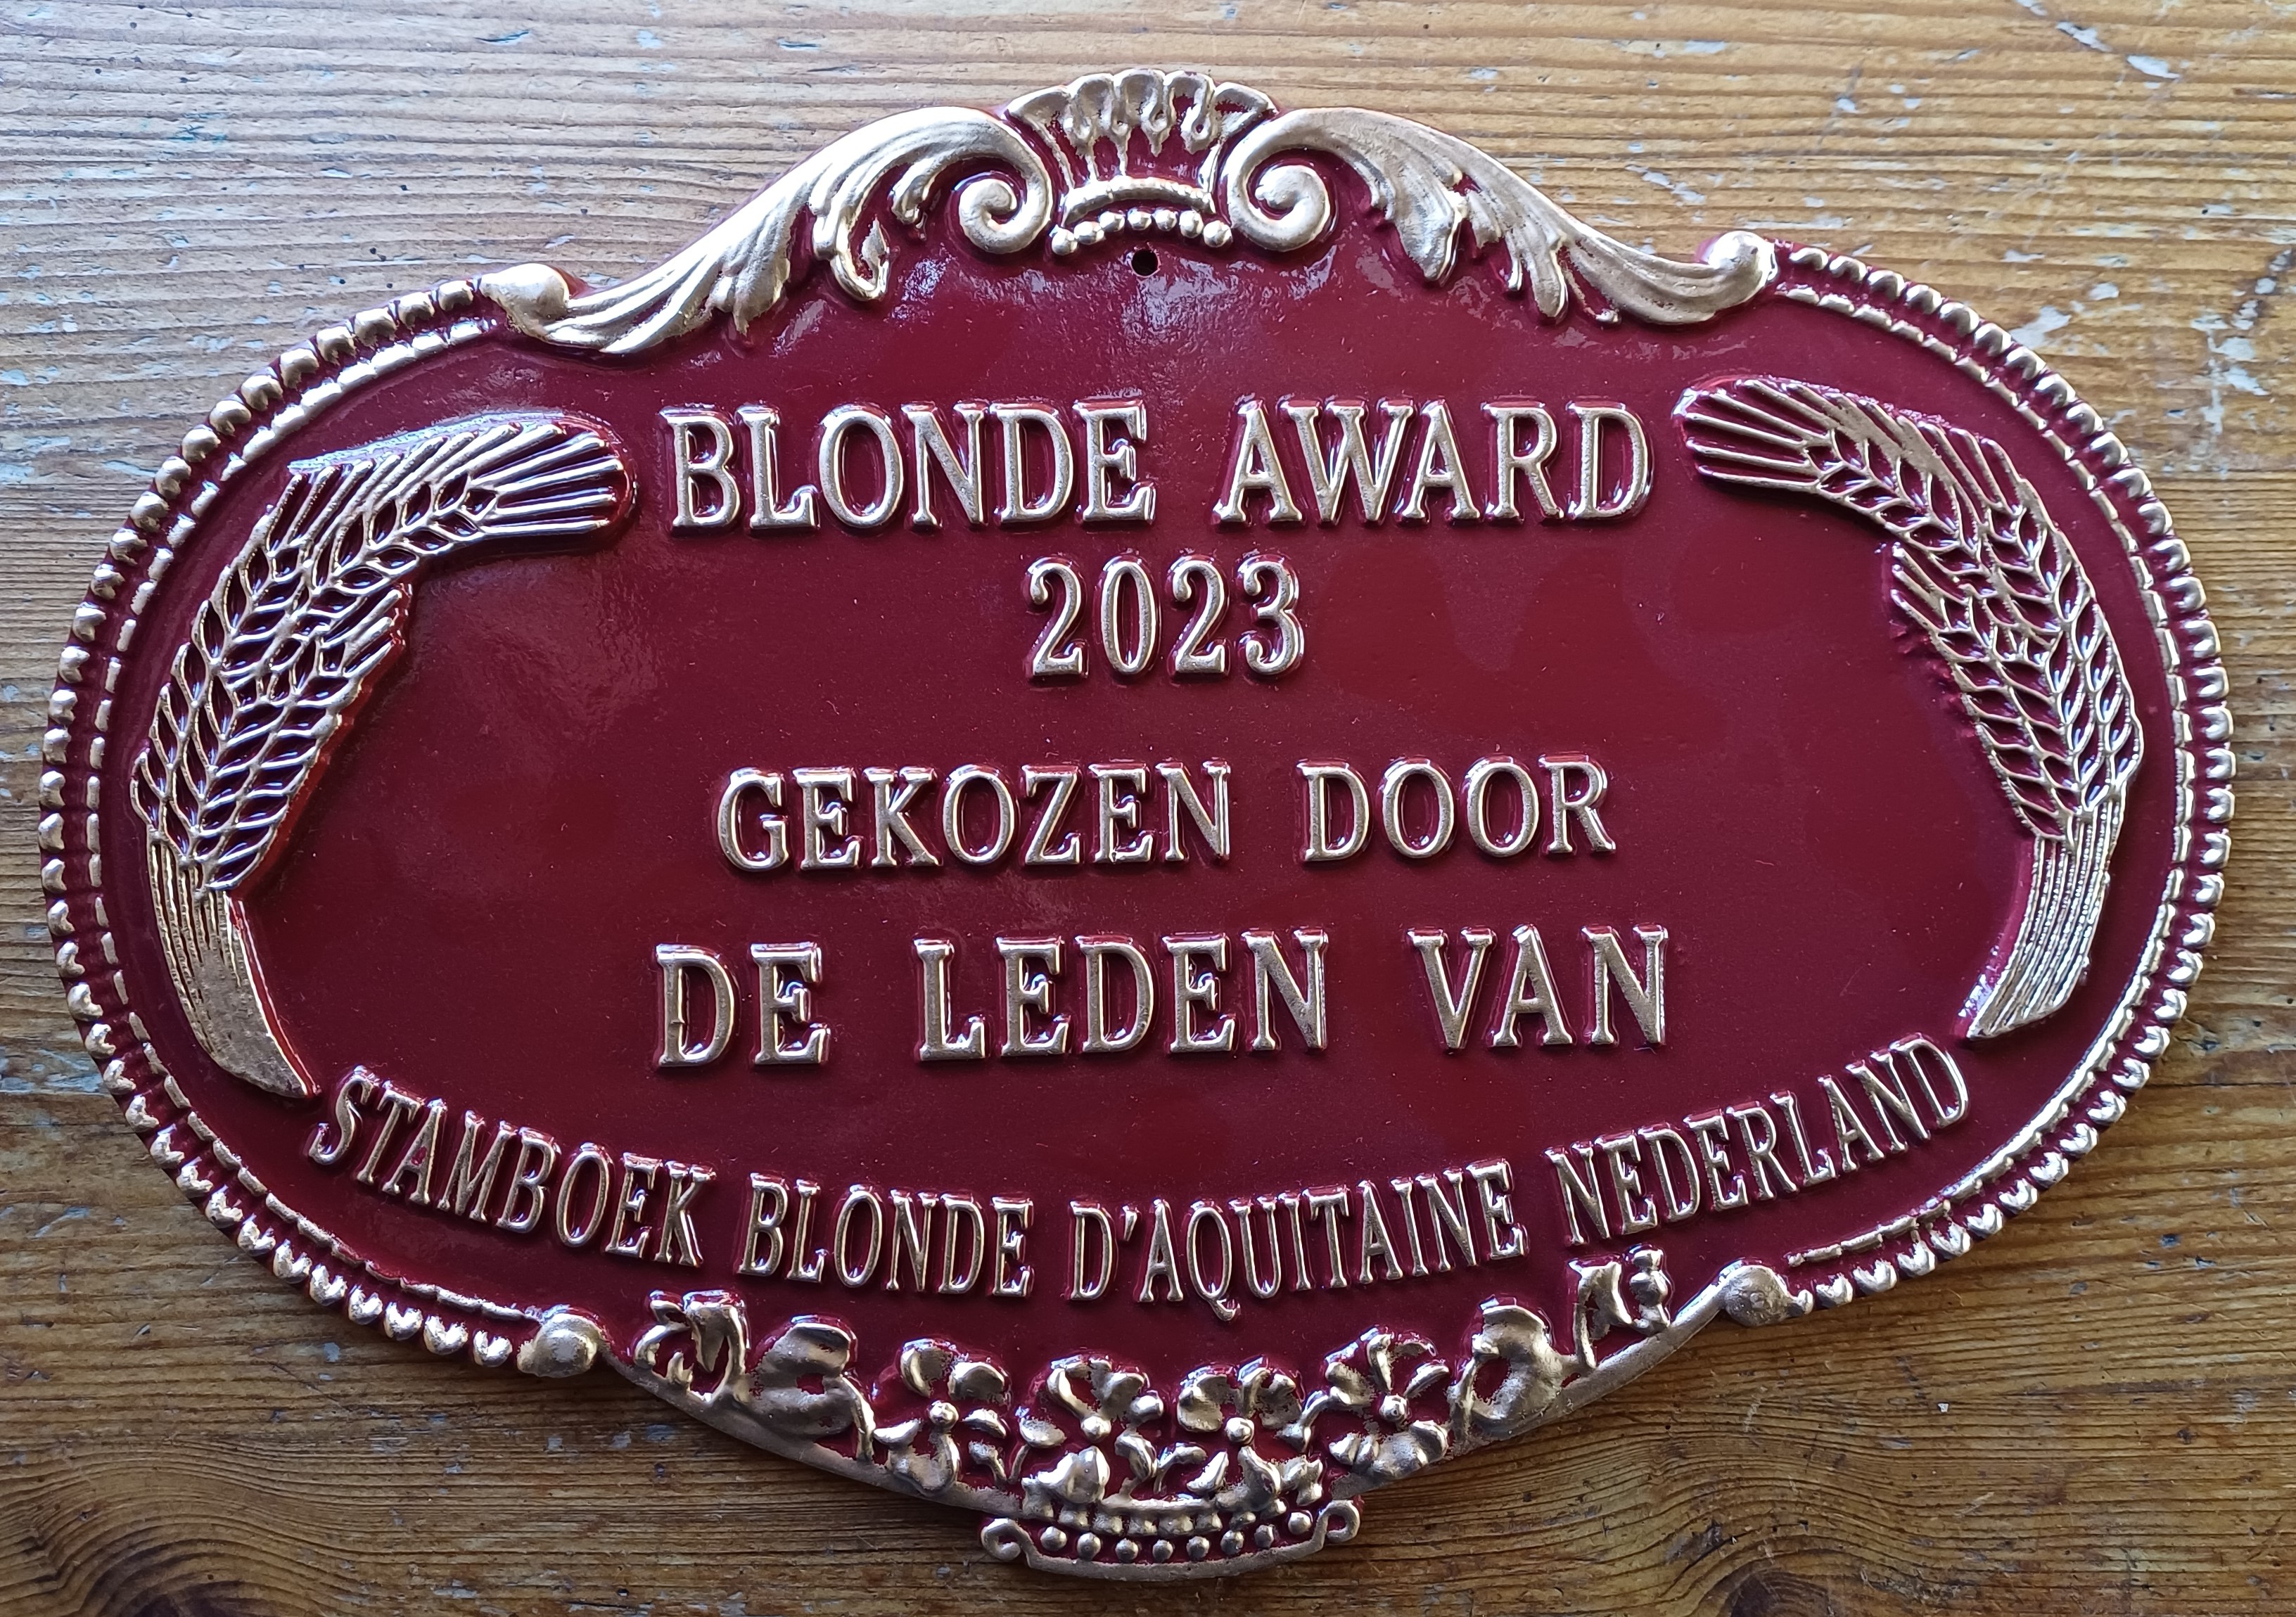 BLONDE AWARD
2023
GEKOZEN DOOR
DE LEDEN VAN
STAMBOEK BLONDE D'AQUITAINE NEDERLAND